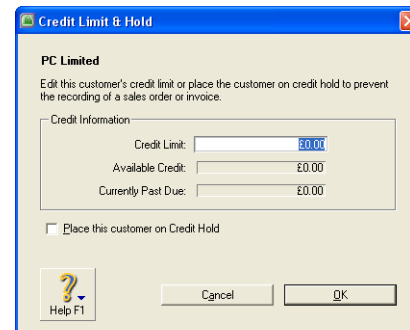 Credit Limit & Hold
PC Limited
Edit this customer's credit limit or place the customer on credit hold to prevent
the recording of a sales order or invoice.
Credit Information
Credit Limit: £0.00
Available Credit: £0.00
Currently Past Due: £0.00
Place this customer on Credit Hold
Help F1
Cancel
OK